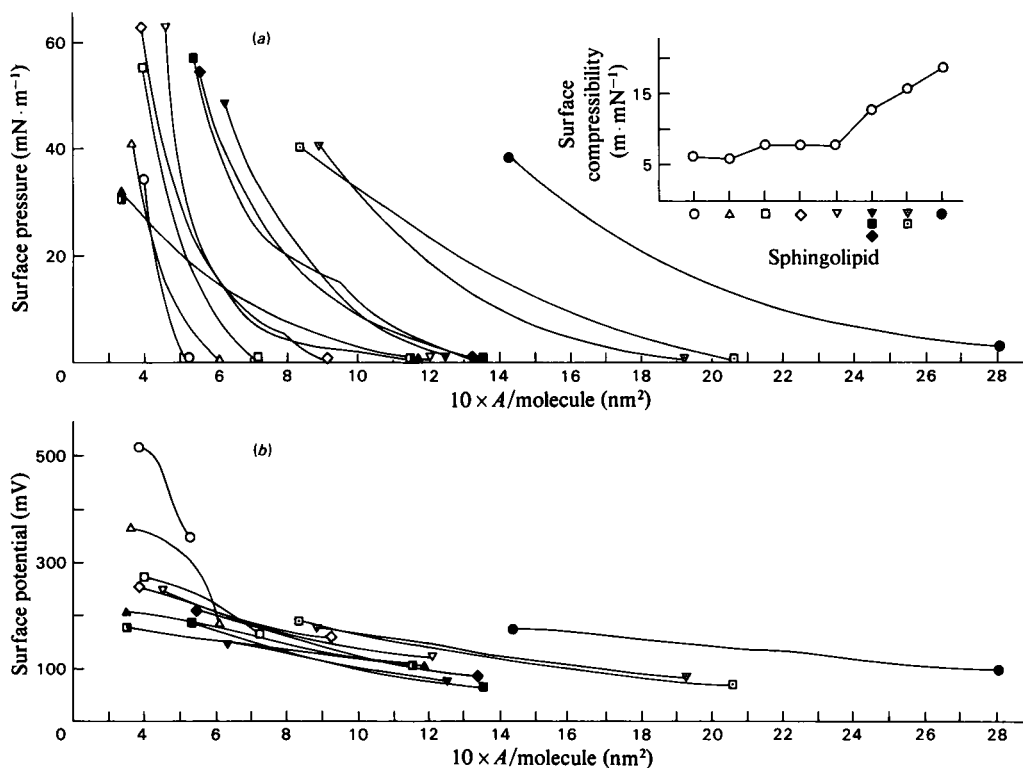 (a)
Surface pressure (mN · m⁻¹)
60
40
20
0
4 6 8 10 12 14 16 18 20 22 24 26 28
10 × A/molecule (nm²)
Surface
compressibility
(m · mN⁻¹)
15
5
Sphingolipid
(b)
Surface potential (mV)
500
300
100
0
4 6 8 10 12 14 16 18 20 22 24 26 28
10 × A/molecule (nm²)